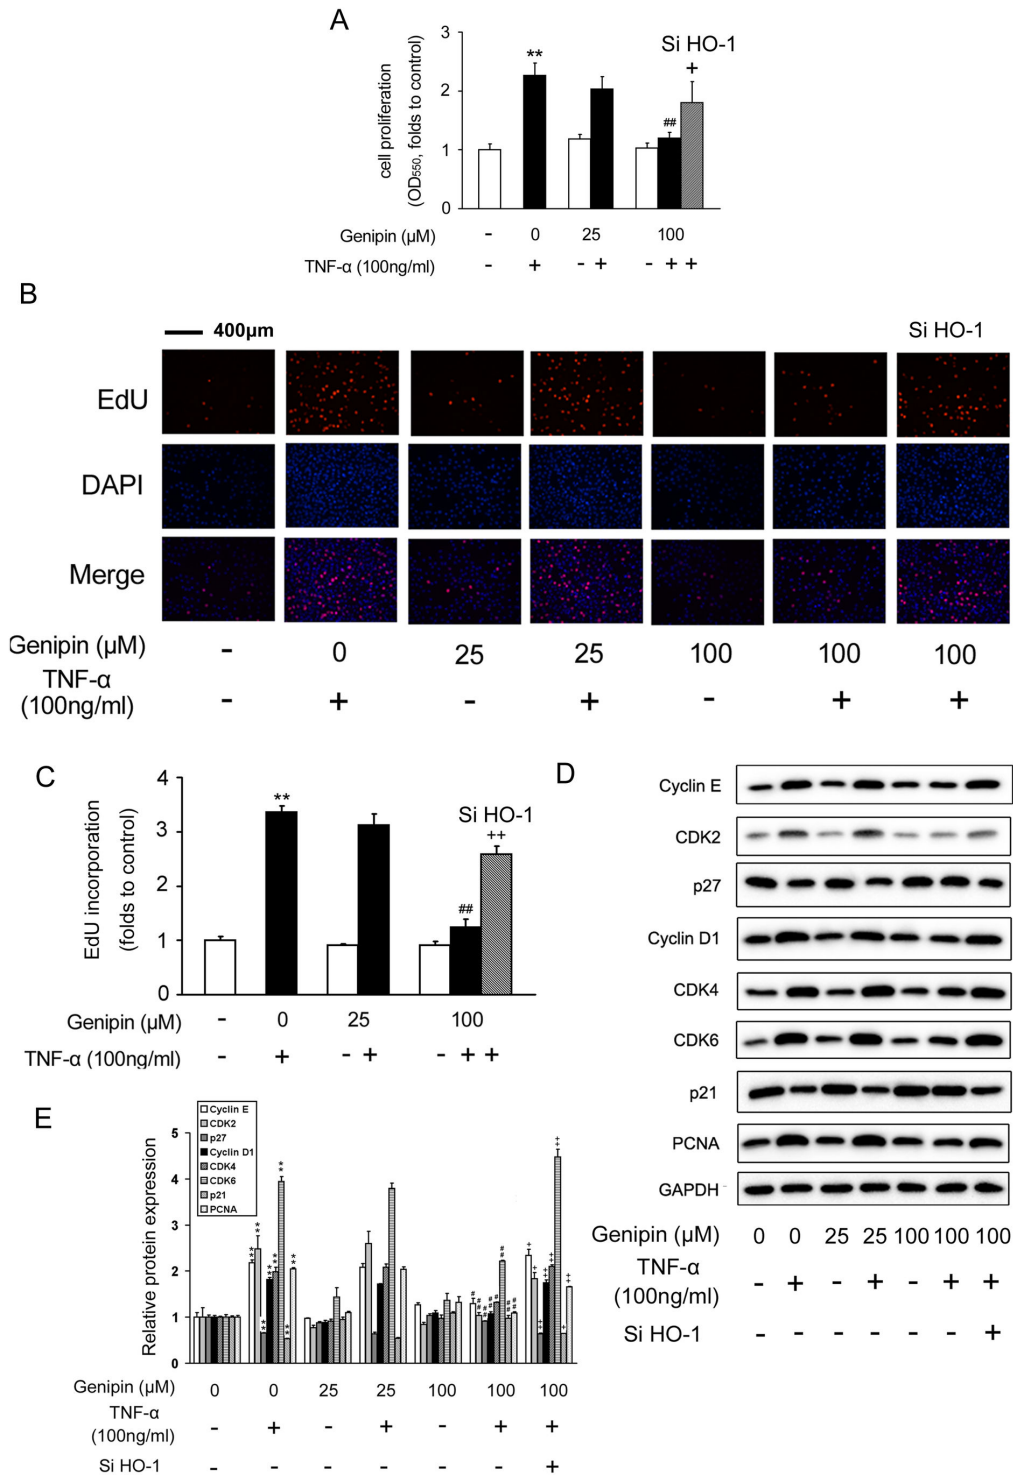 A
3
2
1
0
cell proliferation
(OD550, folds to control)
**
Si HO-1
+
##
Genipin (μM) - 0 25 100
TNF-α (100ng/ml) - + - + - + +
B
400μm
Si HO-1
EdU
DAPI
Merge
Genipin (μM) - 0 25 25 100 100 100
TNF-α
(100ng/ml) - + - + - + +
C
4
3
2
1
0
EdU incorporation
(folds to control)
**
Si HO-1
++
##
Genipin (μM) - 0 25 100
TNF-α (100ng/ml) - + - + - + +
D
Cyclin E
CDK2
p27
Cyclin D1
CDK4
CDK6
p21
PCNA
GAPDH
Genipin (μM) 0 0 25 25 100 100 100
TNF-α
(100ng/ml) - + - + - + +
Si HO-1 - - - - - - +
E
Cyclin E
CDK2
p27
Cyclin D1
CDK4
CDK6
p21
PCNA
5
4
3
2
1
0
Relative protein expression
Genipin (μM) 0 0 25 25 100 100 100
TNF-α
(100ng/ml) - + - + - + +
Si HO-1 - - - - - - +